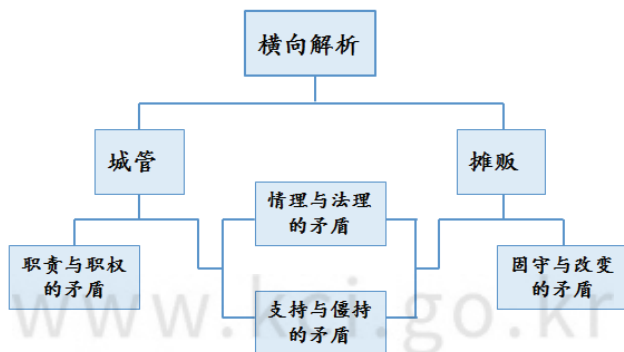 横向解析
城管
摊贩
情理与法理
的矛盾
职责与职权
的矛盾
固守与改变
的矛盾
支持与偃持
的矛盾
www.kci.go.kr